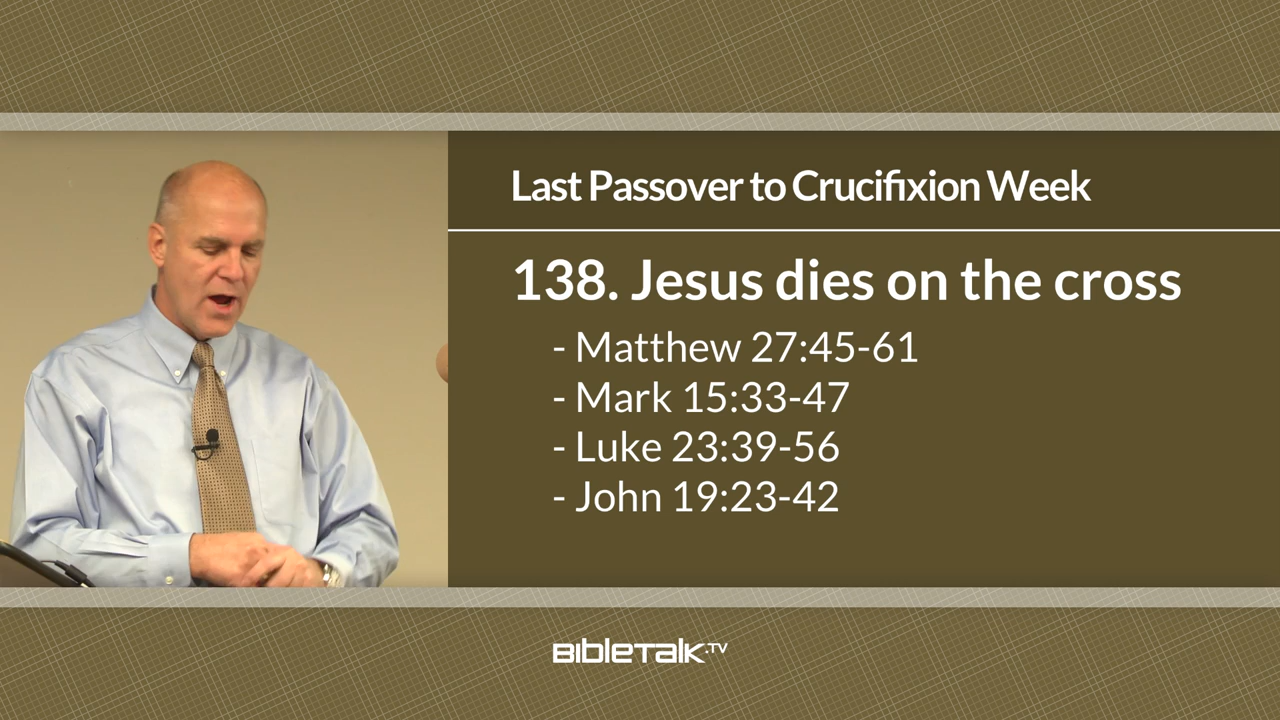 Last Passover to Crucifixion Week
138. Jesus dies on the cross
- Matthew 27:45-61
- Mark 15:33-47
- Luke 23:39-56
- John 19:23-42
BibleTalk.TV